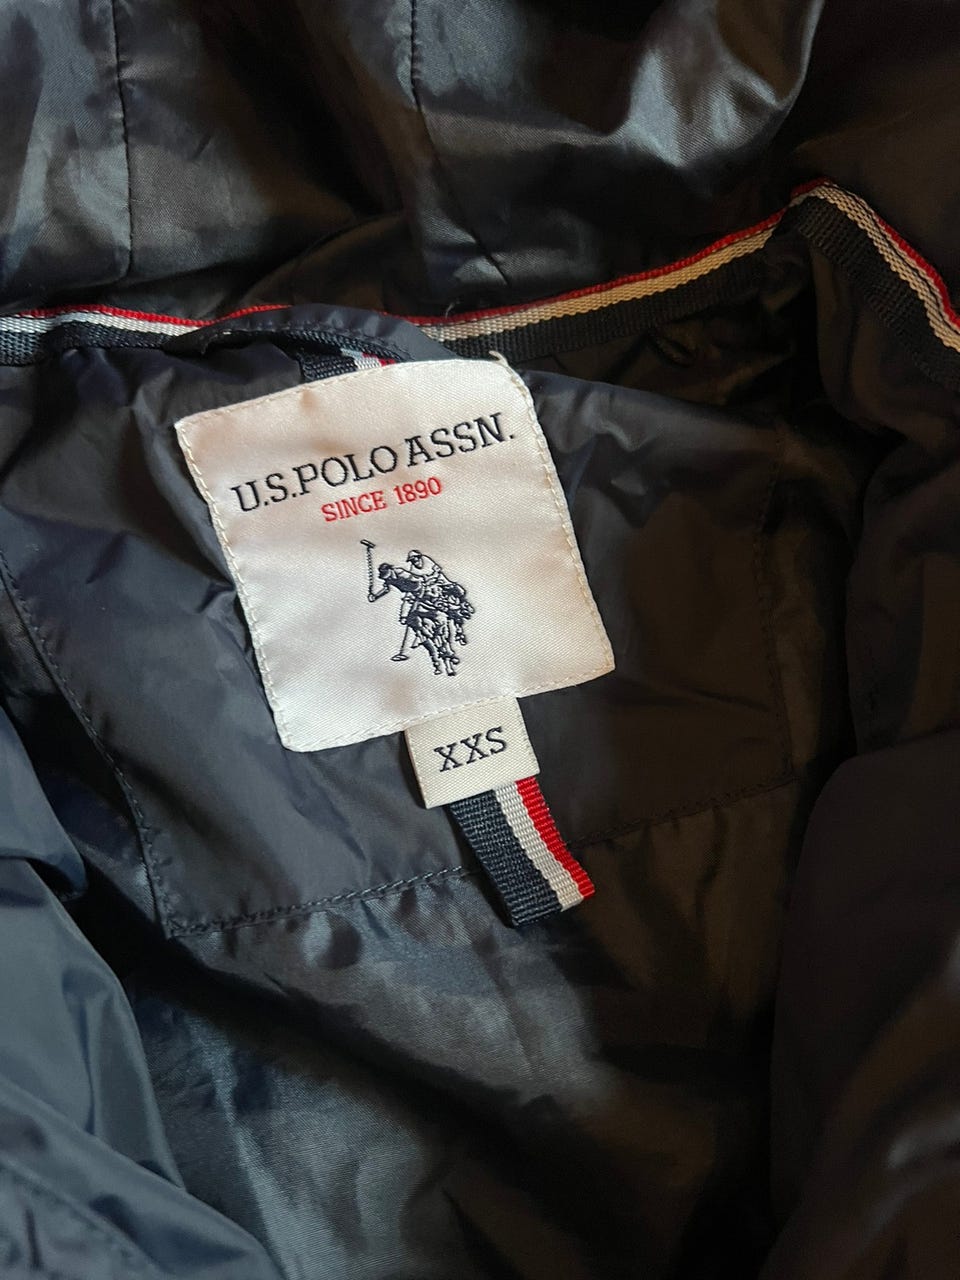 U.S. POLO ASSN.
SINCE 1890
XXS